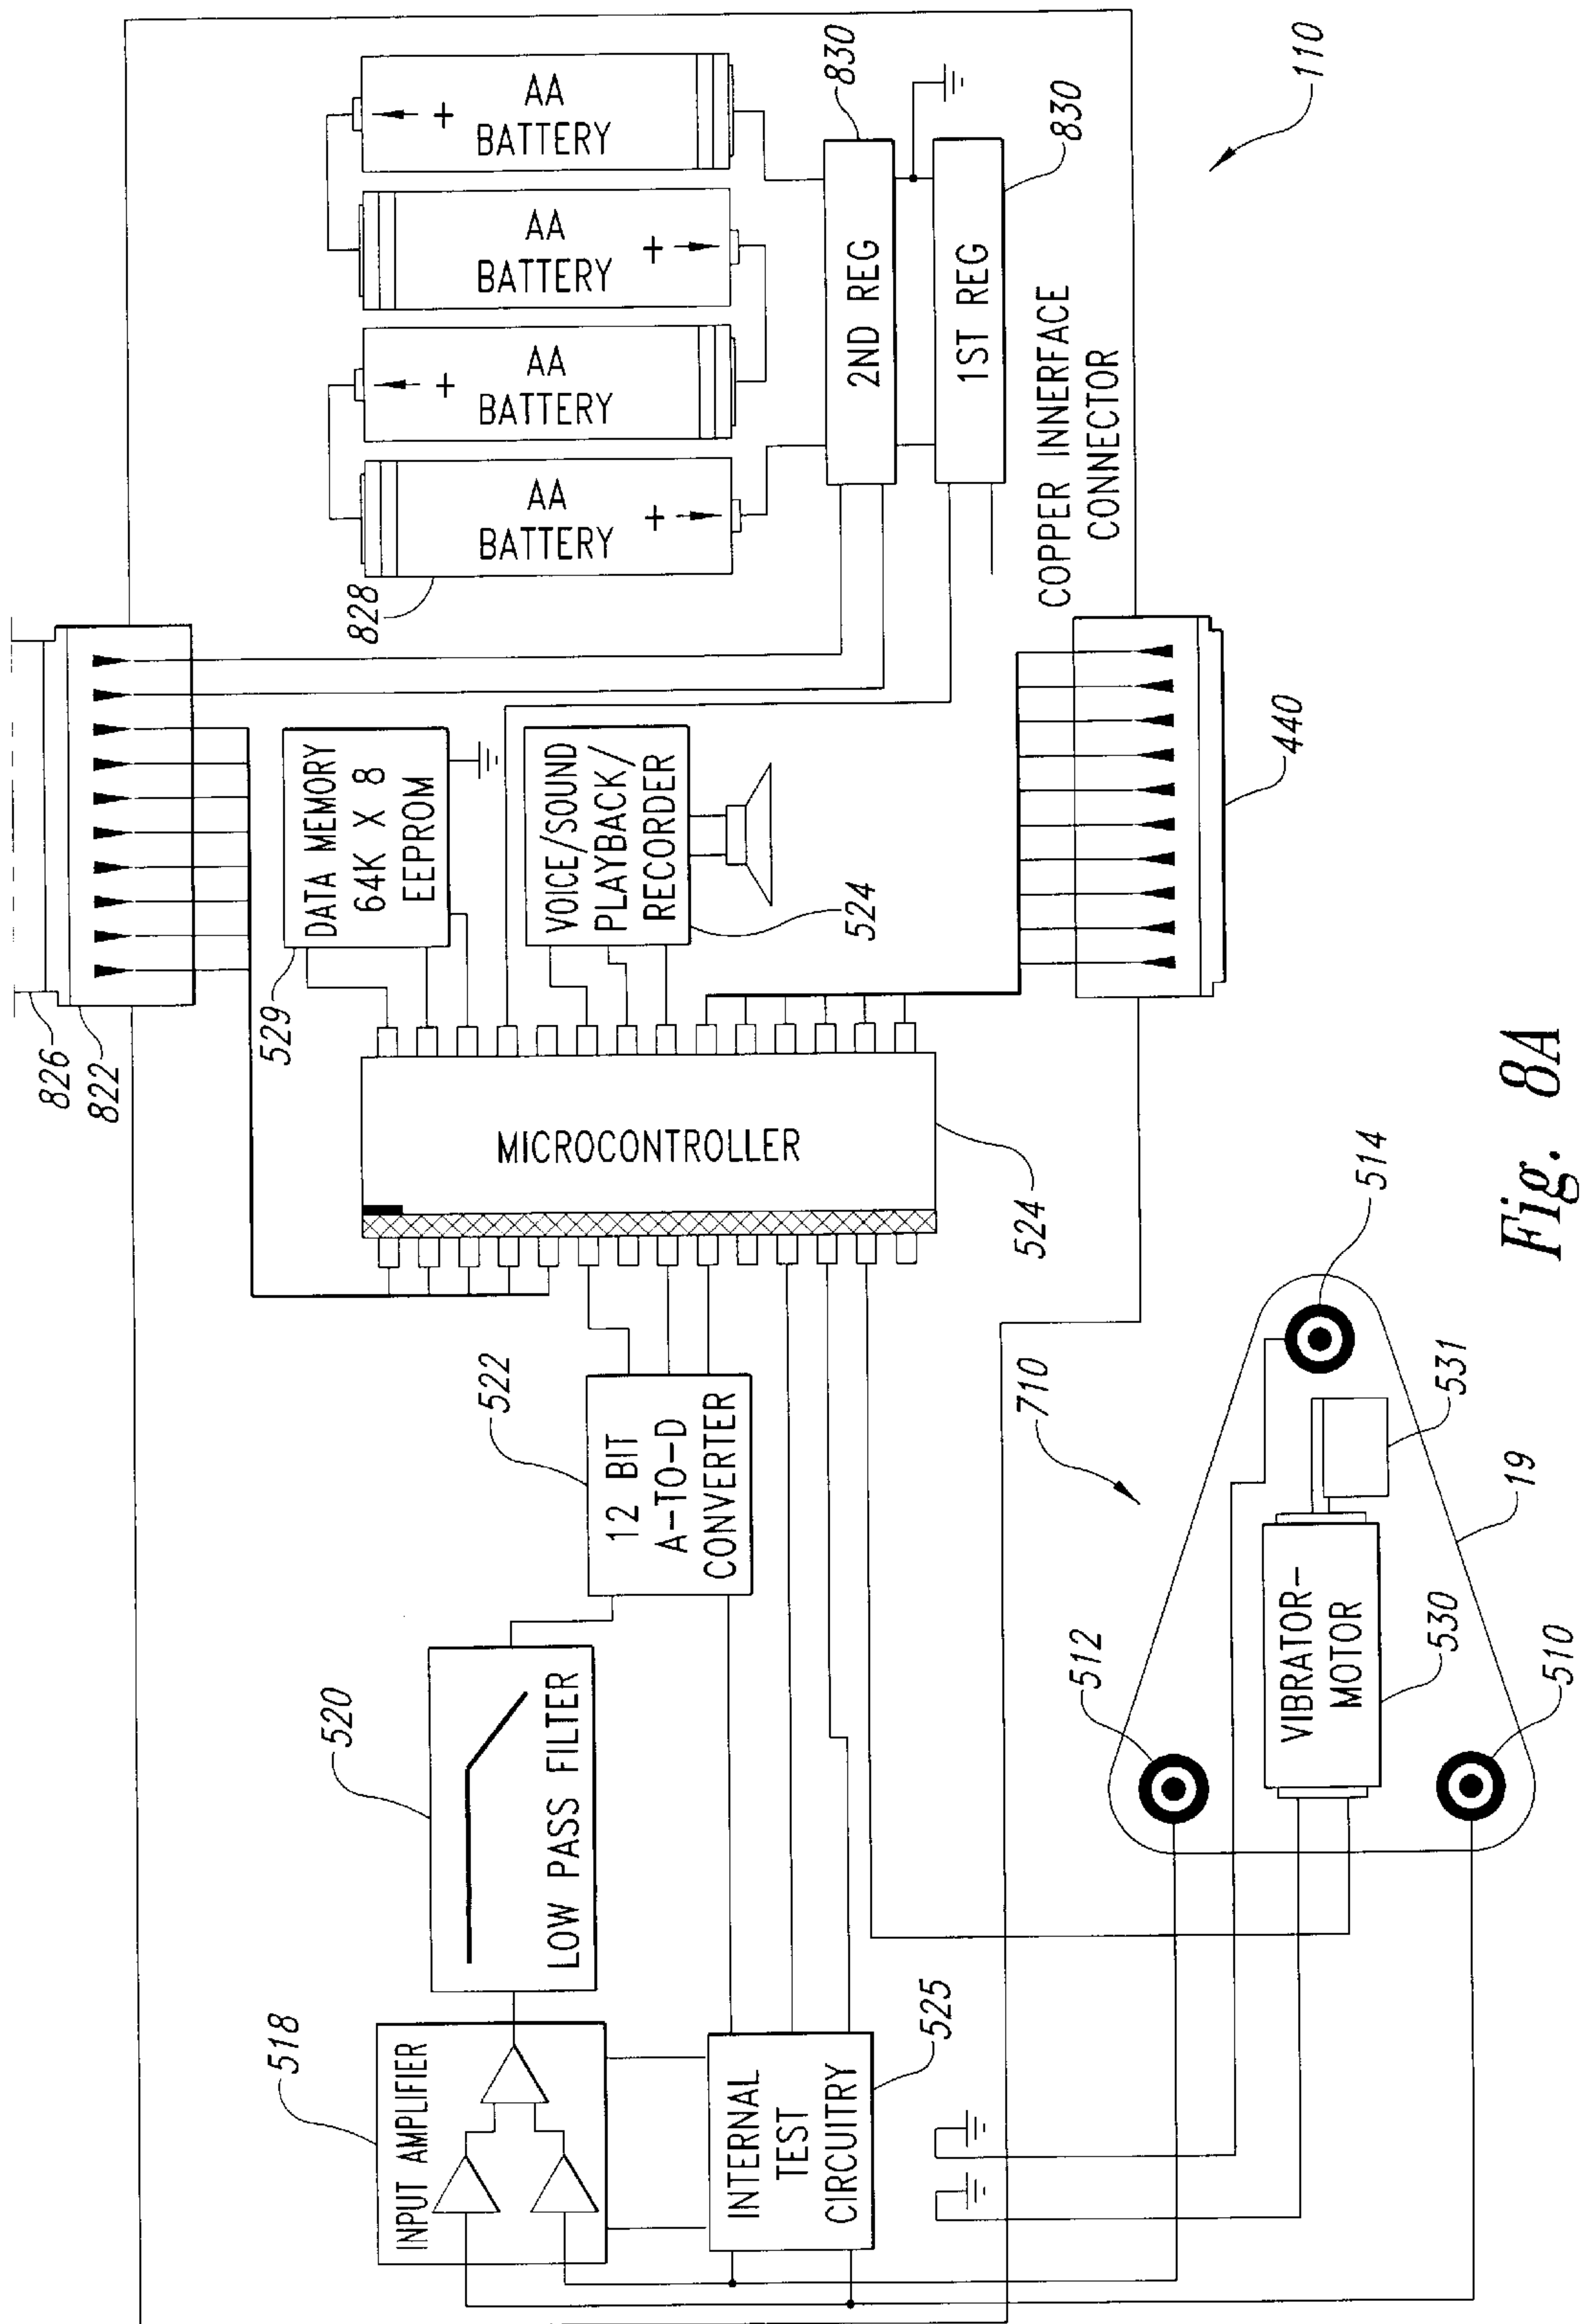 518
INPUT AMPLIFIER
520
LOW PASS FILTER
522
12 BIT
A-TO-D
CONVERTER
INTERNAL
TEST
CIRCUITRY
525
MICROCONTROLLER
524
826
822
529
DATA MEMORY
64K X 8
EEPROM
VOICE/SOUND
PLAYBACK/
RECORDER
524
828
AA
BATTERY
+
AA
BATTERY
+
AA
BATTERY
+
AA
BATTERY
+
2ND REG
830
1ST REG
830
COPPER INNERFACE
CONNECTOR
440
110
710
512
514
VIBRATOR-
MOTOR
531
530
19
510
Fig. 8A